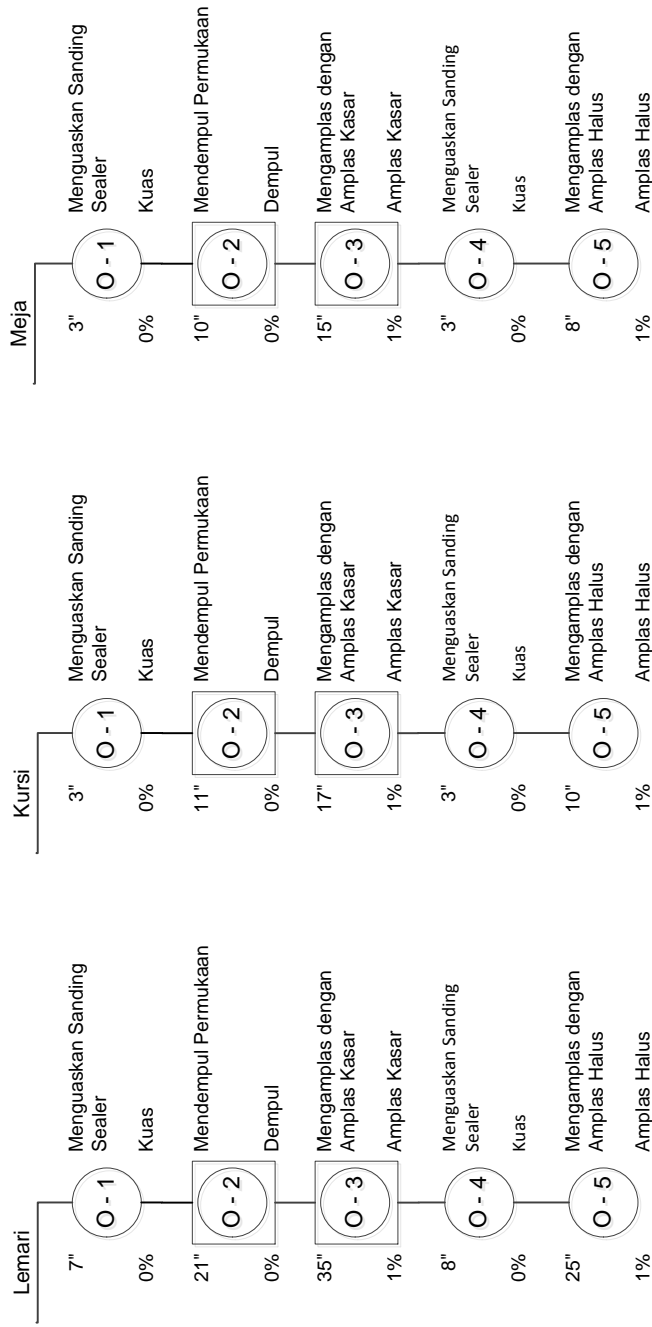 Lemari
7"
Menguaskan Sanding
Sealer
O - 1
0%
Kuas
21"
Mendempul Permukaan
O - 2
0%
Dempul
35"
Mengamplas dengan
Amplas Kasar
O - 3
1%
Amplas Kasar
8"
Menguaskan Sanding
Sealer
O - 4
0%
Kuas
25"
Mengamplas dengan
Amplas Halus
O - 5
1%
Amplas Halus
Kursi
3"
Menguaskan Sanding
Sealer
O - 1
0%
Kuas
11"
Mendempul Permukaan
O - 2
0%
Dempul
17"
Mengamplas dengan
Amplas Kasar
O - 3
1%
Amplas Kasar
3"
Menguaskan Sanding
Sealer
O - 4
0%
Kuas
10"
Mengamplas dengan
Amplas Halus
O - 5
1%
Amplas Halus
Meja
3"
Menguaskan Sanding
Sealer
O - 1
0%
Kuas
10"
Mendempul Permukaan
O - 2
0%
Dempul
15"
Mengamplas dengan
Amplas Kasar
O - 3
1%
Amplas Kasar
3"
Menguaskan Sanding
Sealer
O - 4
0%
Kuas
8"
Mengamplas dengan
Amplas Halus
O - 5
1%
Amplas Halus